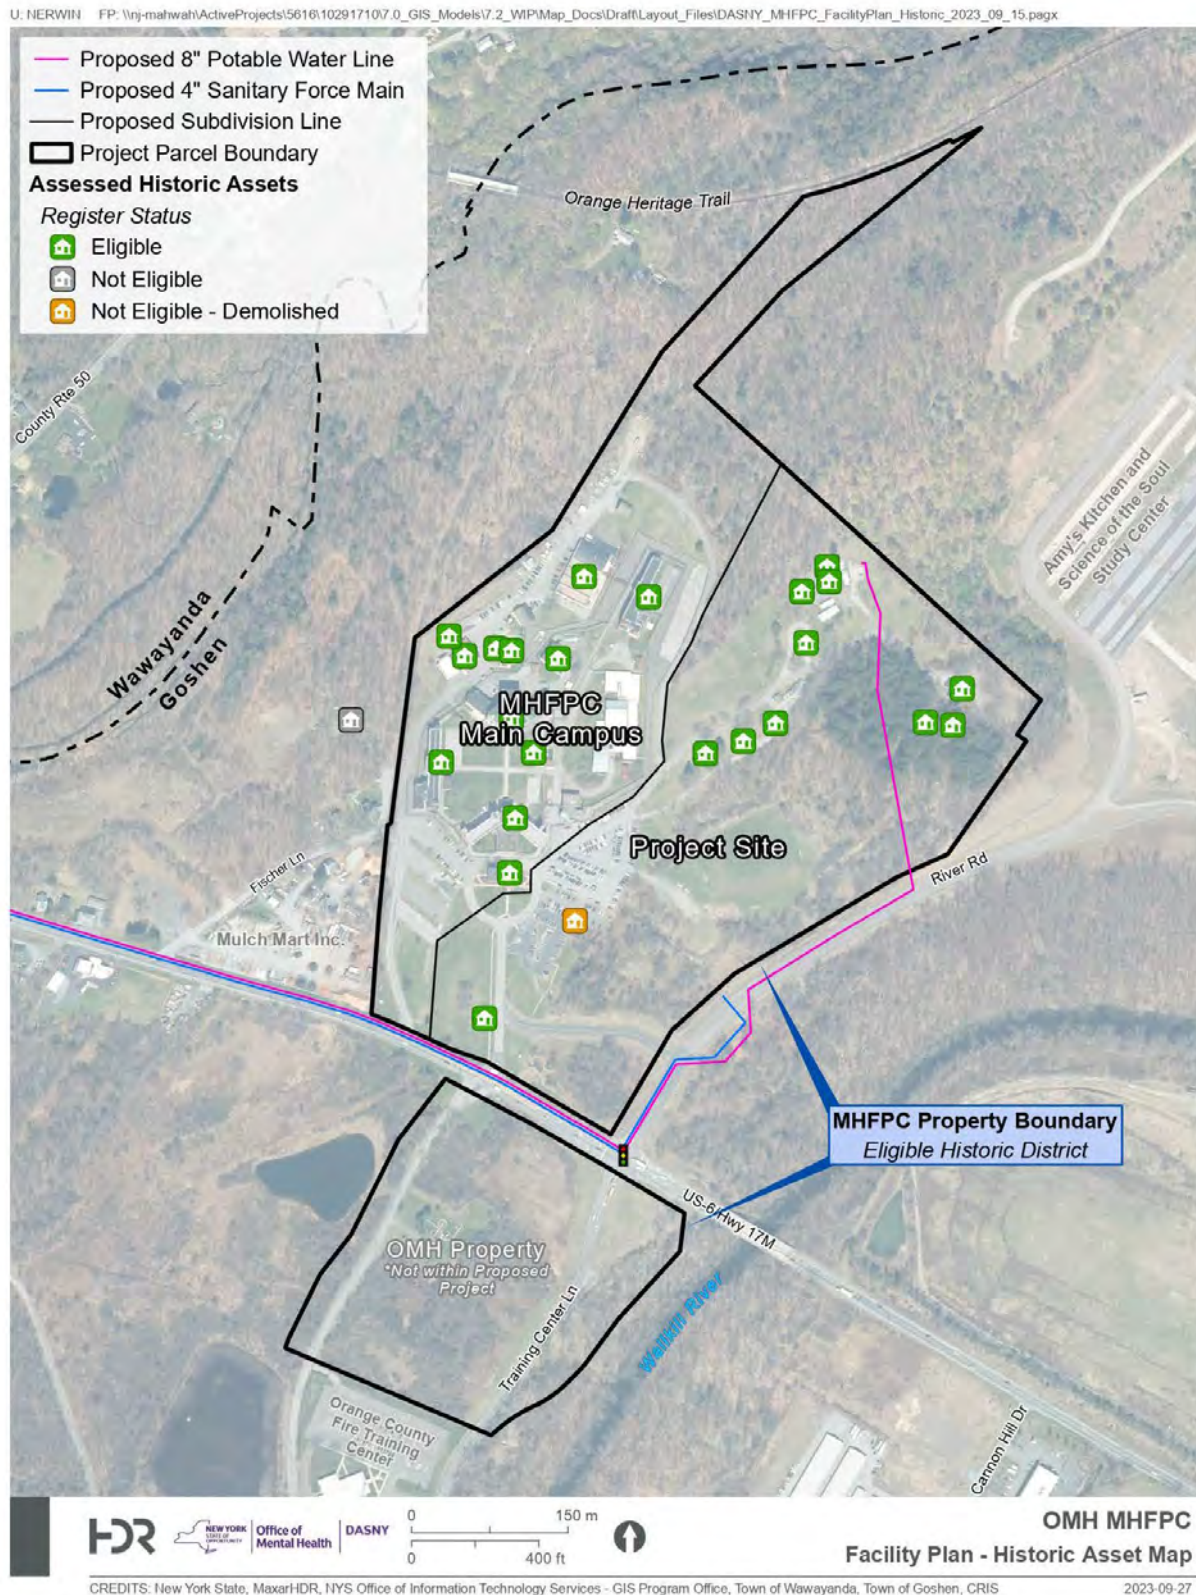 U: NERWIN FP: \\nj-mahwah\ActiveProjects\5616\10291710\7.0_GIS_Models\7.2_WIP\Map_Docs\Draft\Layout_Files\DASNY_MHFPC_FacilityPlan_Historic_2023_09_15.pagx
Proposed 8" Potable Water Line
Proposed 4" Sanitary Force Main
Proposed Subdivision Line
Project Parcel Boundary
Assessed Historic Assets
Register Status
Eligible
Not Eligible
Not Eligible - Demolished
Orange Heritage Trail
County Rte 50
Amy's Kitchen and
Science of the Soul
Study Center
Wawayanda
Goshen
MHFPC
Main Campus
Project Site
River Rd
Fischer Ln
Mulch Mart Inc.
MHFPC Property Boundary
Eligible Historic District
US-6/Hwy 17M
OMH Property
*Not within Proposed
Project
Wallkill River
Training Center Ln
Orange County
Fire Training
Center
Cannon Hill Dr
HDR
NEW YORK
STATE OF
OPPORTUNITY
Office of
Mental Health
DASNY
0 150 m
0 400 ft
OMH MHFPC
Facility Plan - Historic Asset Map
CREDITS: New York State, MaxarHDR, NYS Office of Information Technology Services - GIS Program Office, Town of Wawayanda, Town of Goshen, CRIS
2023-09-27